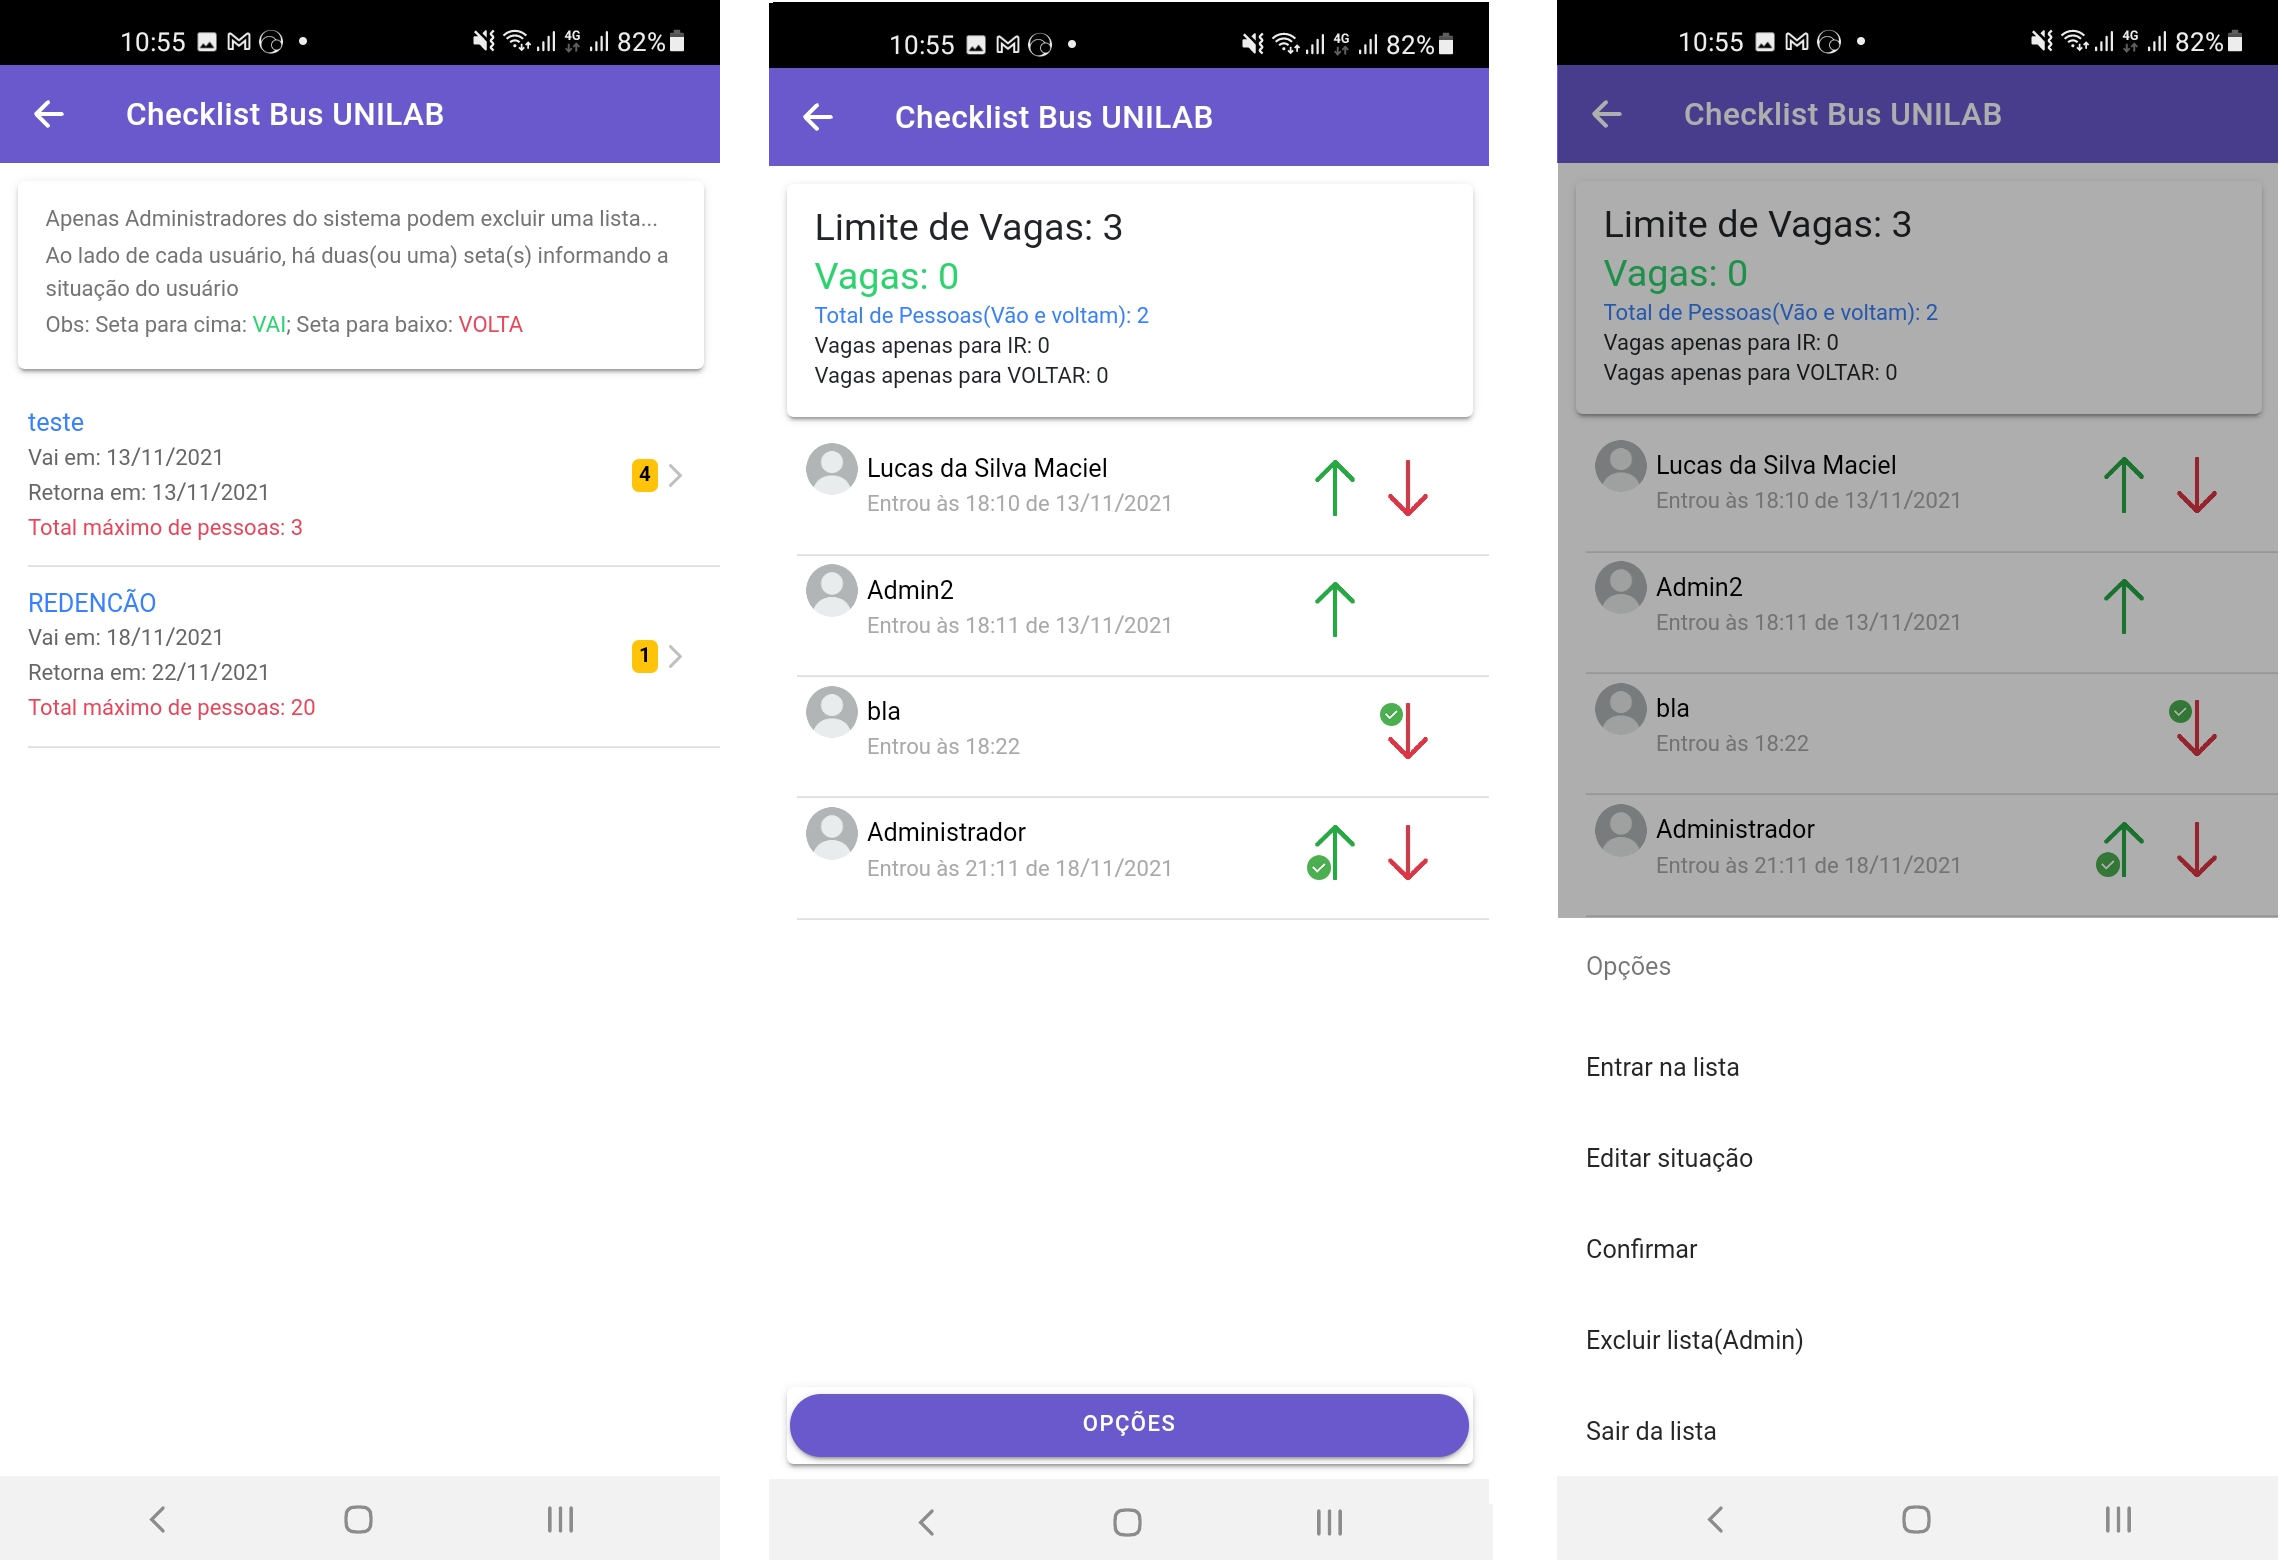 10:55
4G
82%
Checklist Bus UNILAB
Apenas Administradores do sistema podem excluir uma lista...
Ao lado de cada usuário, há duas(ou uma) seta(s) informando a
situação do usuário
Obs: Seta para cima: VAI; Seta para baixo: VOLTA
teste
Vai em: 13/11/2021
Retorna em: 13/11/2021
Total máximo de pessoas: 3
4
REDENCÃO
Vai em: 18/11/2021
Retorna em: 22/11/2021
Total máximo de pessoas: 20
1
10:55
4G
82%
Checklist Bus UNILAB
Limite de Vagas: 3
Vagas: 0
Total de Pessoas(Vão e voltam): 2
Vagas apenas para IR: 0
Vagas apenas para VOLTAR: 0
Lucas da Silva Maciel
Entrou às 18:10 de 13/11/2021
Admin2
Entrou às 18:11 de 13/11/2021
bla
Entrou às 18:22
Administrador
Entrou às 21:11 de 18/11/2021
OPÇÕES
10:55
4G
82%
Checklist Bus UNILAB
Limite de Vagas: 3
Vagas: 0
Total de Pessoas(Vão e voltam): 2
Vagas apenas para IR: 0
Vagas apenas para VOLTAR: 0
Lucas da Silva Maciel
Entrou às 18:10 de 13/11/2021
Admin2
Entrou às 18:11 de 13/11/2021
bla
Entrou às 18:22
Administrador
Entrou às 21:11 de 18/11/2021
Opções
Entrar na lista
Editar situação
Confirmar
Excluir lista(Admin)
Sair da lista